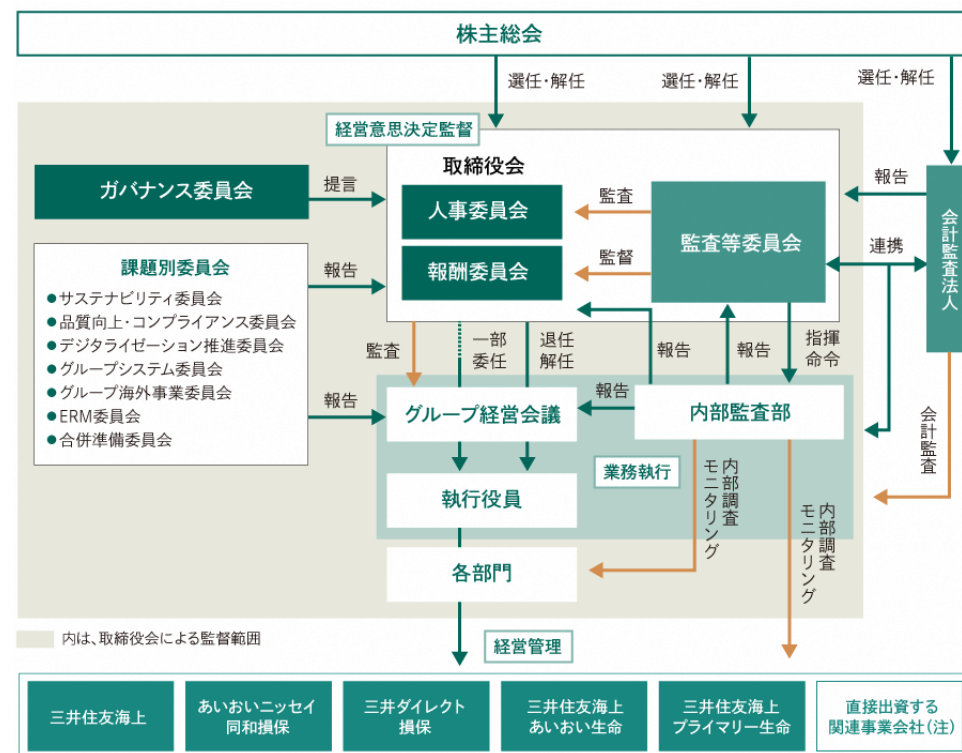 株主総会
選任・解任
選任・解任
選任・解任
経営意思決定監督
取締役会
ガバナンス委員会
提言
人事委員会
監査
監査等委員会
報告
会計監査法人
報酬委員会
監督
連携
課題別委員会
●サステナビリティ委員会
●品質向上・コンプライアンス委員会
●デジタライゼーション推進委員会
●グループシステム委員会
●グループ海外事業委員会
●ERM委員会
●合併準備委員会
報告
監査
一部
委任
退任
解任
報告
報告
指揮
命令
報告
グループ経営会議
報告
内部監査部
会計監査
業務執行
執行役員
内部調査
モニタリング
内部調査
モニタリング
各部門
内は、取締役会による監督範囲
経営管理
三井住友海上
あいおいニッセイ
同和損保
三井ダイレクト
損保
三井住友海上
あいおい生命
三井住友海上
プライマリー生命
直接出資する
関連事業会社(注)